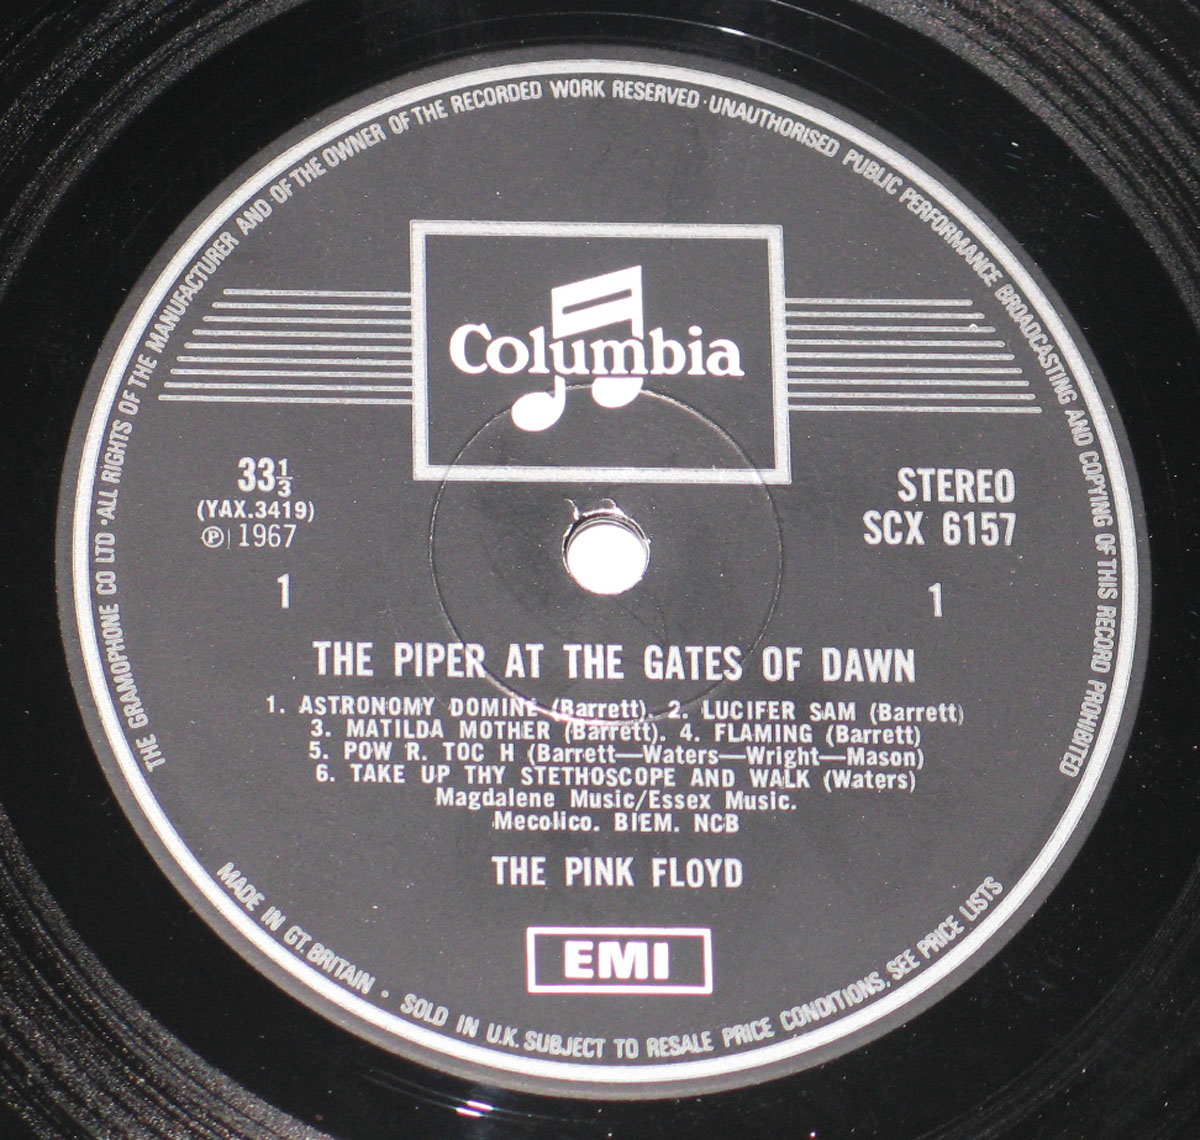 THE GRAMOPHONE CO LTD · ALL RIGHTS OF THE MANUFACTURER AND OF THE OWNER OF THE RECORDED WORK RESERVED · UNAUTHORISED PUBLIC PERFORMANCE BROADCASTING AND COPYING OF THIS RECORD PROHIBITED
Columbia
33⅓
(YAX.3419)
℗ 1967
1
STEREO
SCX 6157
1
THE PIPER AT THE GATES OF DAWN
1. ASTRONOMY DOMINE (Barrett). 2. LUCIFER SAM (Barrett)
3. MATILDA MOTHER (Barrett). 4. FLAMING (Barrett)
5. POW R. TOC H (Barrett—Waters—Wright—Mason)
6. TAKE UP THY STETHOSCOPE AND WALK (Waters)
Magdalene Music/Essex Music.
Mecolico. BIEM. NCB
THE PINK FLOYD
EMI
MADE IN GT. BRITAIN · SOLD IN U.K. SUBJECT TO RESALE PRICE CONDITIONS, SEE PRICE LISTS